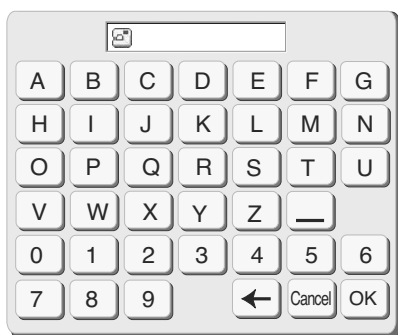 A B C D E F G
H I J K L M N
O P Q R S T U
V W X Y Z _
0 1 2 3 4 5 6
7 8 9 ← Cancel OK